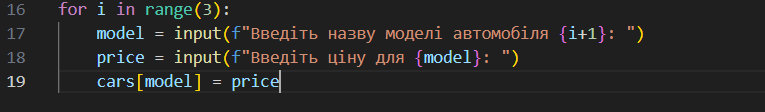 16 for i in range(3):
17     model = input(f"Введіть назву моделі автомобіля {i+1}: ")
18     price = input(f"Введіть ціну для {model}: ")
19     cars[model] = price